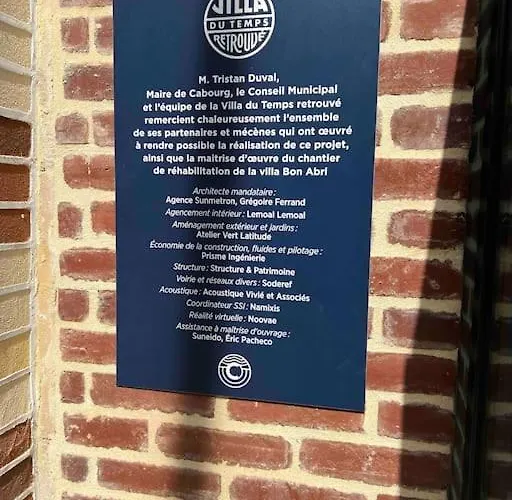 VILLA
DU TEMPS
RETROUVÉ
M. Tristan Duval,
Maire de Cabourg, le Conseil Municipal
et l'équipe de la Villa du Temps retrouvé
remercient chaleureusement l'ensemble
de ses partenaires et mécènes qui ont œuvré
à rendre possible la réalisation de ce projet,
ainsi que la maitrise d'œuvre du chantier
de réhabilitation de la villa Bon Abri
Architecte mandataire :
Agence Sunmetron, Grégoire Ferrand
Agencement intérieur : Lemoal Lemoal
Aménagement extérieur et jardins :
Atelier Vert Latitude
Économie de la construction, fluides et pilotage :
Prisme Ingénierie
Structure : Structure & Patrimoine
Voirie et réseaux divers : Soderef
Acoustique : Acoustique Vivié et Associés
Coordinateur SSI : Namixis
Réalité virtuelle : Noovae
Assistance à maîtrise d'ouvrage :
Suneido, Éric Pacheco